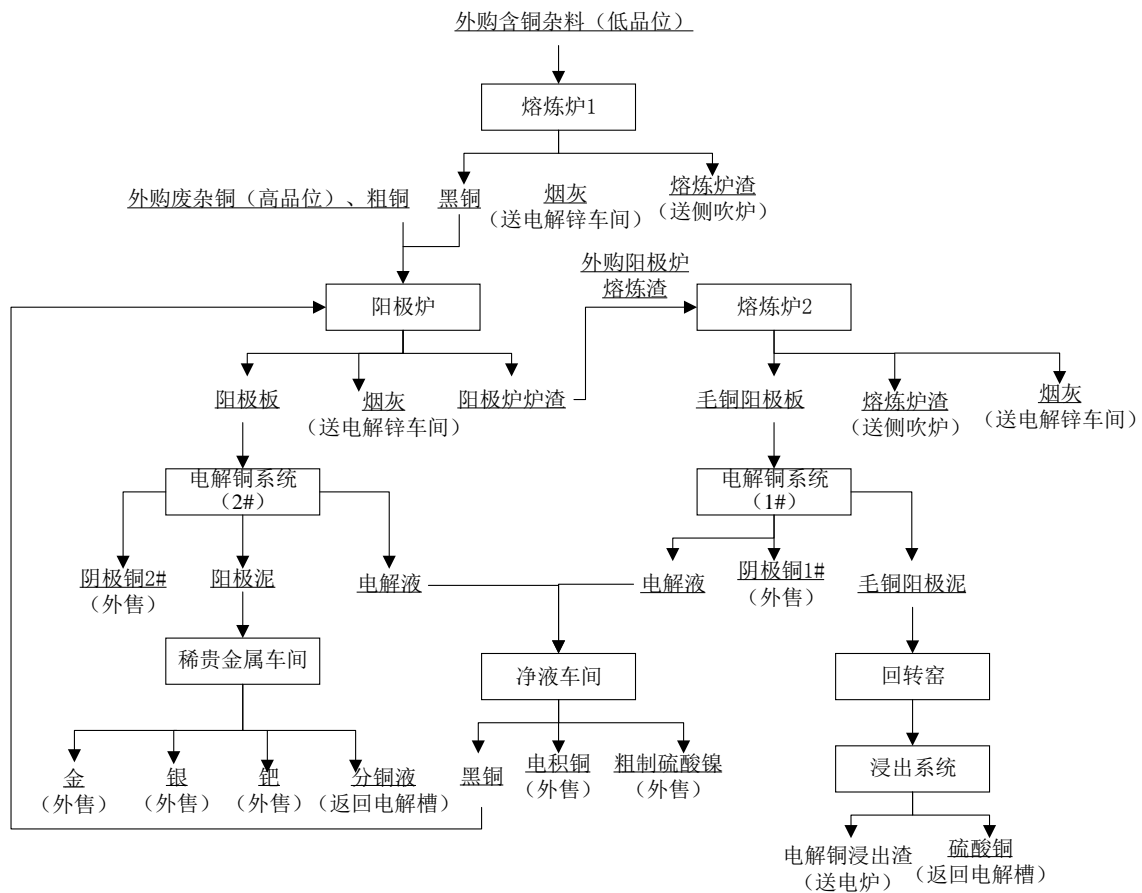 外购含铜杂料（低品位）
熔炼炉1
外购废杂铜（高品位）、粗铜
黑铜
烟灰
（送电解锌车间）
熔炼炉渣
（送侧吹炉）
外购阳极炉
熔炼渣
阳极炉
熔炼炉2
阳极板
烟灰
（送电解锌车间）
阳极炉炉渣
毛铜阳极板
熔炼炉渣
（送侧吹炉）
烟灰
（送电解锌车间）
电解铜系统
（2#）
电解铜系统
（1#）
阴极铜2#
（外售）
阳极泥
电解液
电解液
阴极铜1#
（外售）
毛铜阳极泥
稀贵金属车间
净液车间
回转窑
金
（外售）
银
（外售）
钯
（外售）
分铜液
（返回电解槽）
黑铜
电积铜
（外售）
粗制硫酸镍
（外售）
浸出系统
电解铜浸出渣
（送电炉）
硫酸铜
（返回电解槽）